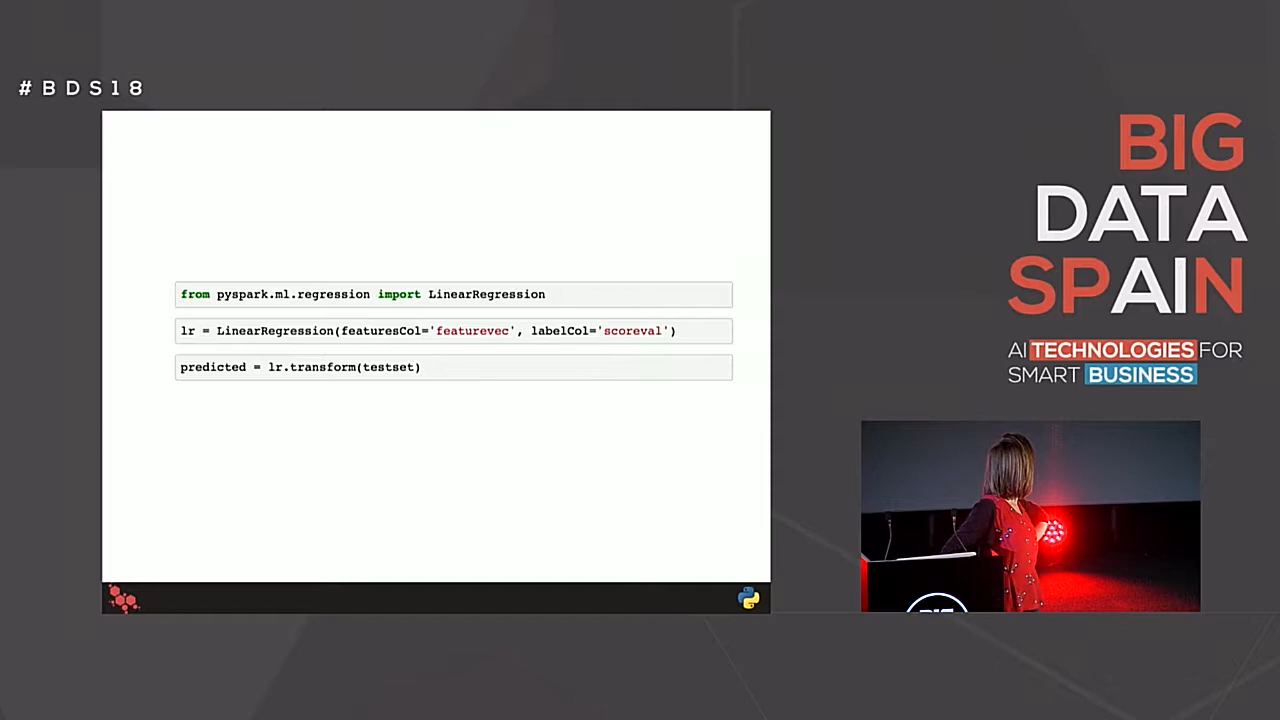 #BDS18
from pyspark.ml.regression import LinearRegression
lr = LinearRegression(featuresCol='featurevec', labelCol='scoreval')
predicted = lr.transform(testset)
BIG
DATA
SPAIN
AI TECHNOLOGIES FOR
SMART BUSINESS
BIG